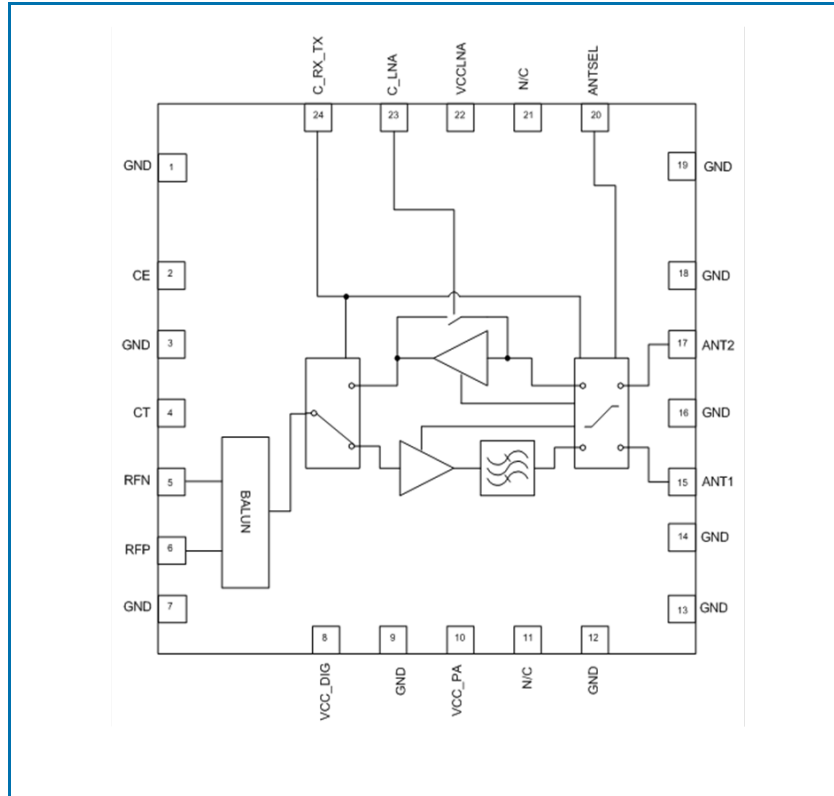 C_RX_TX
C_LNA
VCCLNA
N/C
ANTSEL
24
23
22
21
20
GND 1
19 GND
CE 2
18 GND
GND 3
17 ANT2
CT 4
16 GND
RFN 5
BALUN
15 ANT1
RFP 6
14 GND
GND 7
13 GND
8
9
10
11
12
VCC_DIG
GND
VCC_PA
N/C
GND